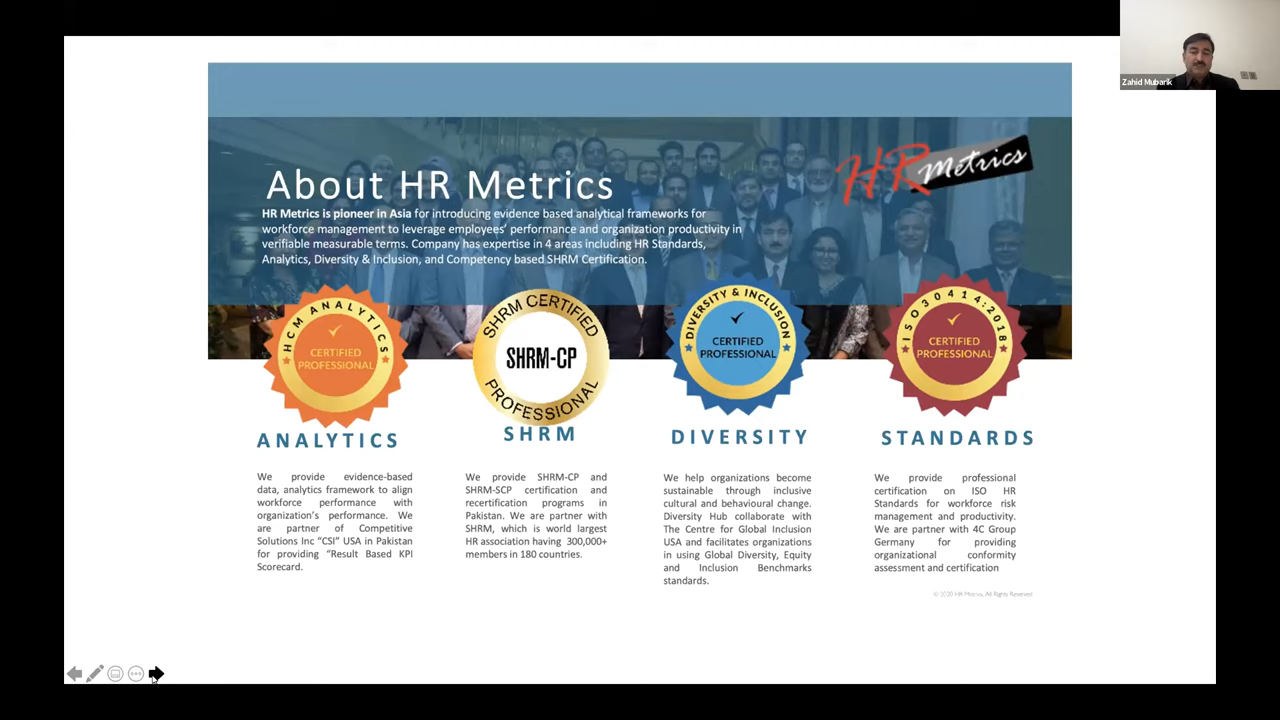 Zahid Mubarik
HR Metrics
About HR Metrics
HR Metrics is pioneer in Asia for introducing evidence based analytical frameworks for
workforce management to leverage employees' performance and organization productivity in
verifiable measurable terms. Company has expertise in 4 areas including HR Standards,
Analytics, Diversity & Inclusion, and Competency based SHRM Certification.
HCM ANALYTICS
CERTIFIED
PROFESSIONAL
SHRM CERTIFIED
SHRM-CP
PROFESSIONAL
DIVERSITY & INCLUSION
CERTIFIED
PROFESSIONAL
ISO 30414:2018
CERTIFIED
PROFESSIONAL
ANALYTICS
We provide evidence-based
data, analytics framework to align
workforce performance with
organization's performance. We
are partner of Competitive
Solutions Inc "CSI" USA in Pakistan
for providing "Result Based KPI
Scorecard.
SHRM
We provide SHRM-CP and
SHRM-SCP certification and
recertification programs in
Pakistan. We are partner with
SHRM, which is world largest
HR association having 300,000+
members in 180 countries.
DIVERSITY
We help organizations become
sustainable through inclusive
cultural and behavioural change.
Diversity Hub collaborate with
The Centre for Global Inclusion
USA and facilitates organizations
in using Global Diversity, Equity
and Inclusion Benchmarks
standards.
STANDARDS
We provide professional
certification on ISO HR
Standards for workforce risk
management and productivity.
We are partner with 4C Group
Germany for providing
organizational conformity
assessment and certification
© 2020 HR Metrics, All Rights Reserved